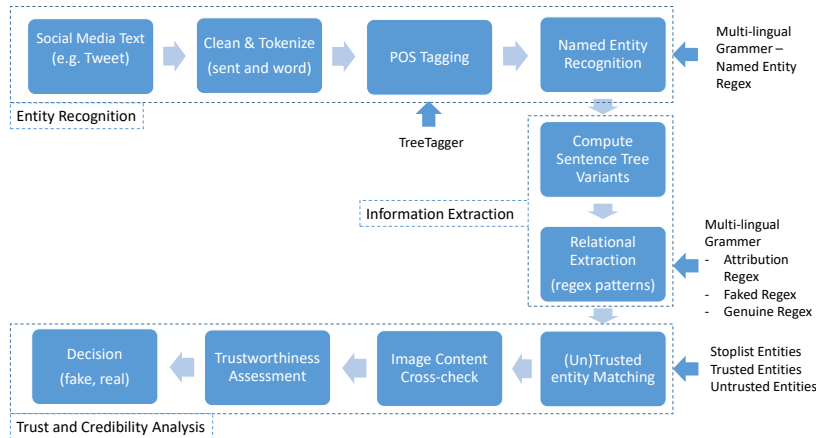 Social Media Text
(e.g. Tweet)
Clean & Tokenize
(sent and word)
POS Tagging
Named Entity
Recognition
Multi-lingual
Grammer –
Named Entity
Regex
Entity Recognition
TreeTagger
Compute
Sentence Tree
Variants
Information Extraction
Relational
Extraction
(regex patterns)
Multi-lingual
Grammer
- Attribution
Regex
- Faked Regex
- Genuine Regex
Decision
(fake, real)
Trustworthiness
Assessment
Image Content
Cross-check
(Un)Trusted
entity Matching
Stoplist Entities
Trusted Entities
Untrusted Entities
Trust and Credibility Analysis